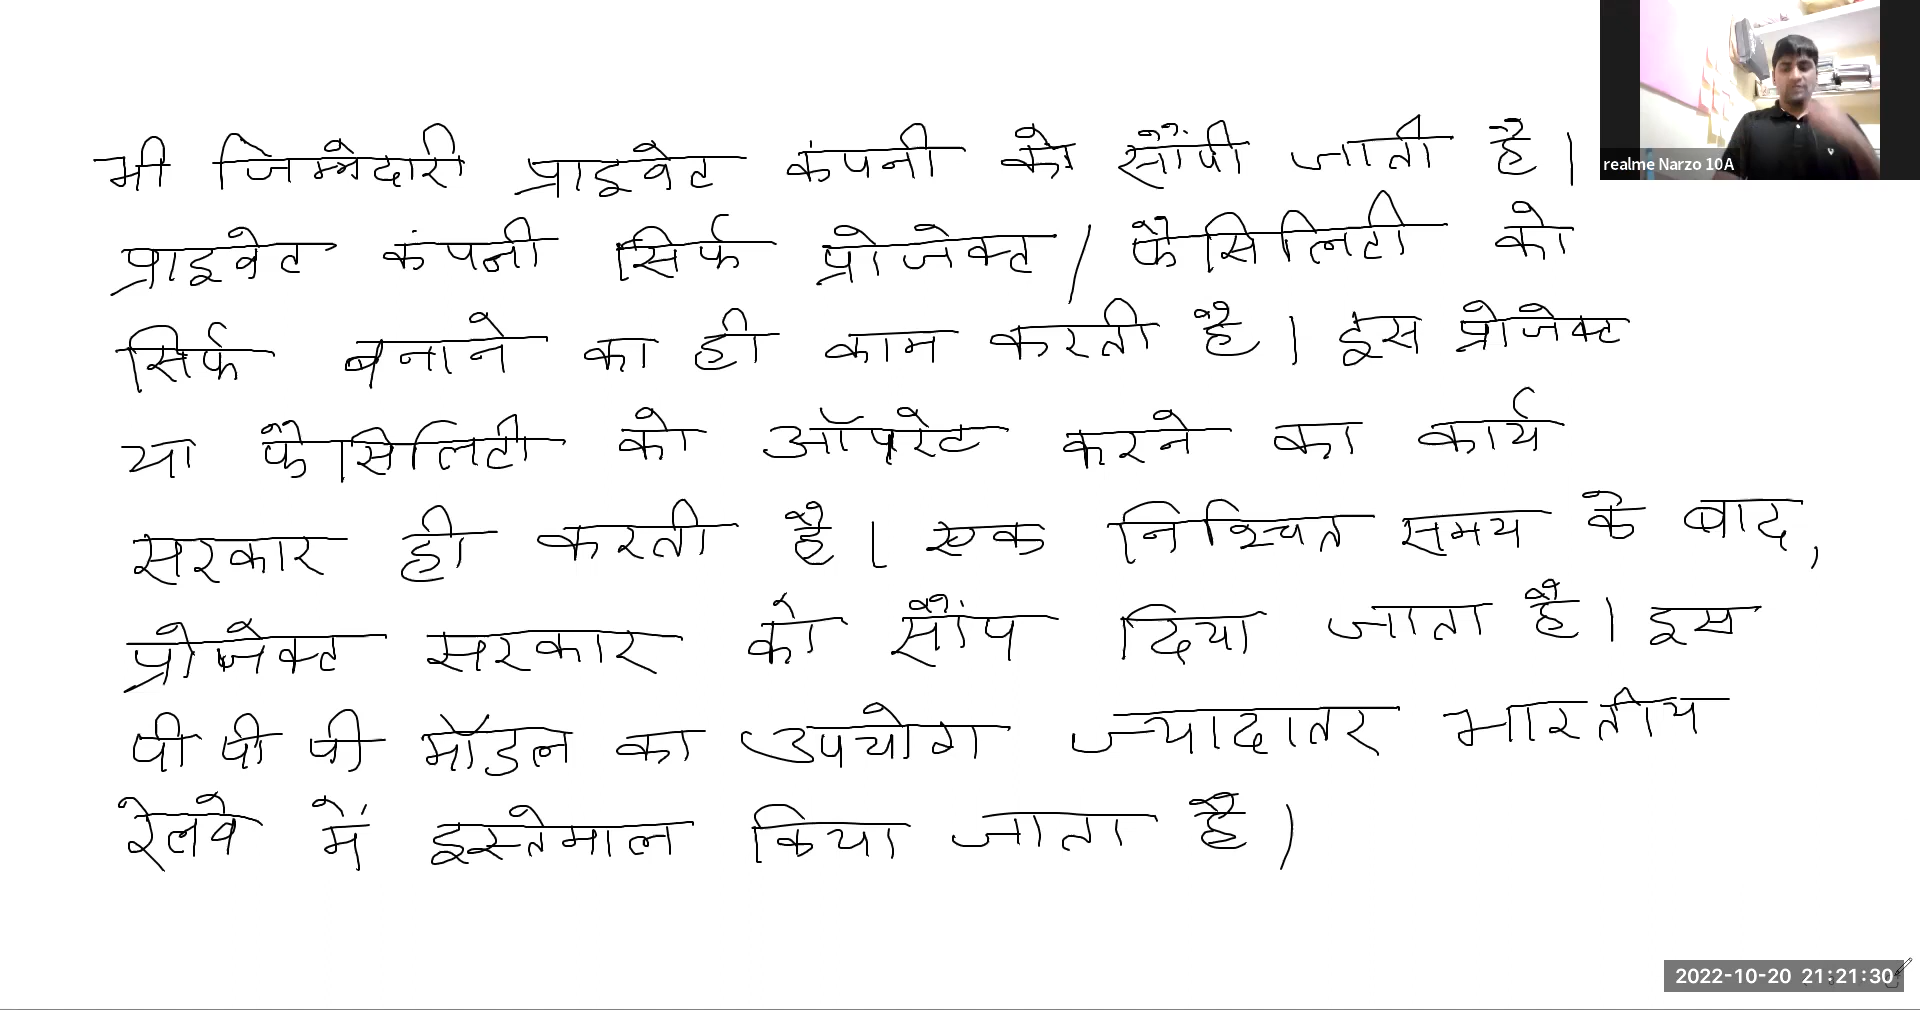 भी जिम्मेदारी प्राइवेट कंपनी को सौंपी जाती है।
realme Narzo 10A
प्राइवेट कंपनी सिर्फ प्रोजेक्ट / फैसिलिटी को
सिर्फ बनाने का ही काम करती है। इस प्रोजेक्ट
या फैसिलिटी को ऑपरेट करने का कार्य
सरकार ही करती है। एक निश्चित समय के बाद,
प्रोजेक्ट सरकार को सौंप दिया जाता है। इस
पी पी पी मॉडल का उपयोग ज्यादातर भारतीय
रेलवे में इस्तेमाल किया जाता है।
2022-10-20 21:21:30